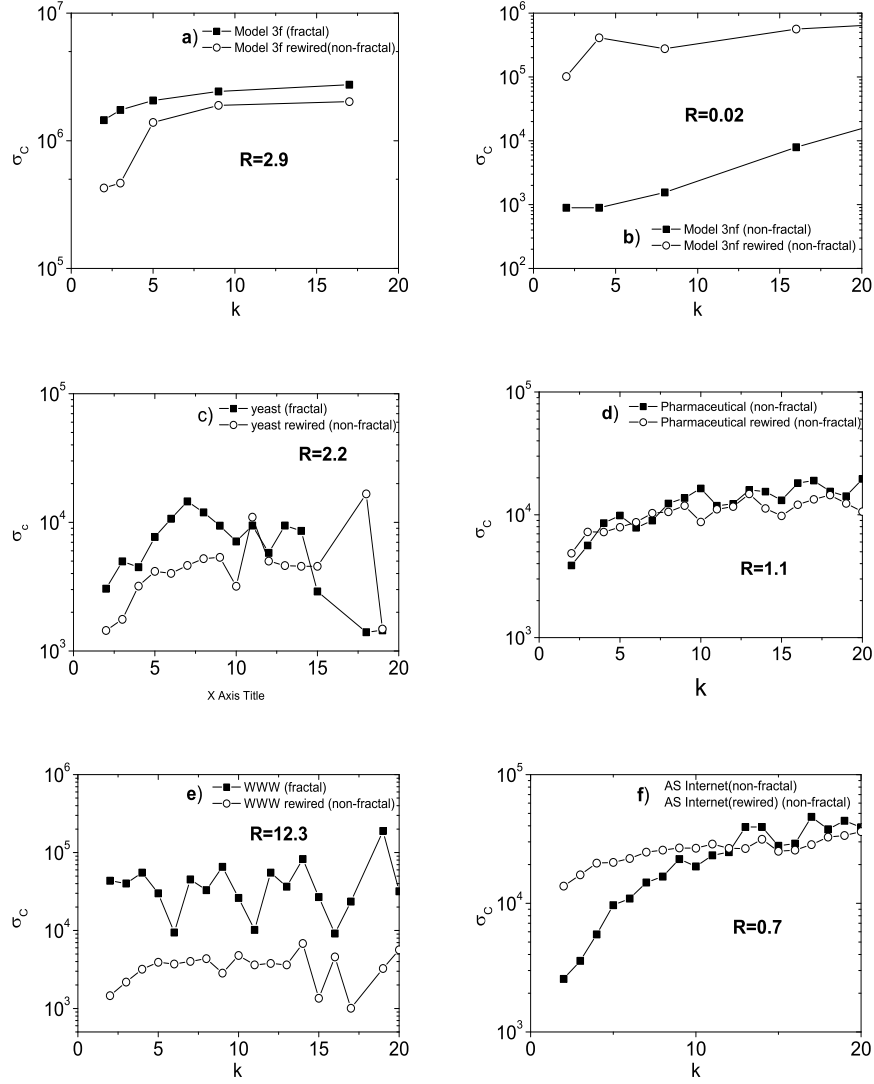 a) Model 3f (fractal)
Model 3f rewired(non-fractal)
R=2.9
10^7
10^6
10^5
σ_C
0 5 10 15 20
k
10^6
10^5
10^4
10^3
10^2
σ_C
R=0.02
b) Model 3nf (non-fractal)
Model 3nf rewired (non-fractal)
0 5 10 15 20
k
c) yeast (fractal)
yeast rewired (non-fractal)
R=2.2
10^5
10^4
10^3
σ_c
0 5 10 15 20
X Axis Title
d) Pharmaceutical (non-fractal)
Pharmaceutical rewired (non-fractal)
R=1.1
10^5
10^4
10^3
σ_c
0 5 10 15 20
k
e) WWW (fractal)
WWW rewired (non-fractal)
R=12.3
10^6
10^5
10^4
10^3
σ_C
0 5 10 15 20
k
f) AS Internet(non-fractal)
AS Internet(rewired) (non-fractal)
R=0.7
10^5
10^4
10^3
σ_C
0 5 10 15 20
k